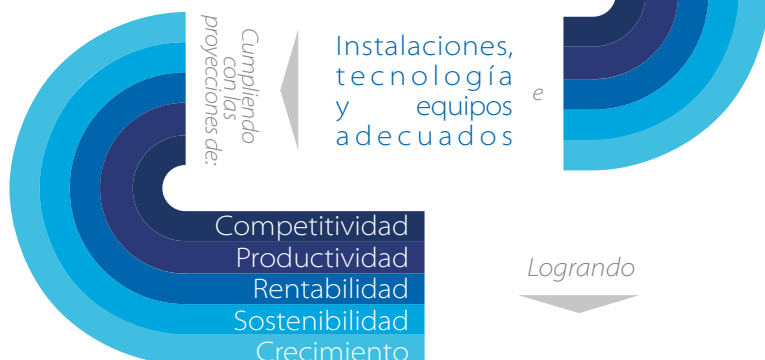 Instalaciones,
tecnología
y equipos
adecuados
e
Cumpliendo
con las
proyecciones de:
Competitividad
Productividad
Rentabilidad
Sostenibilidad
Crecimiento
Logrando